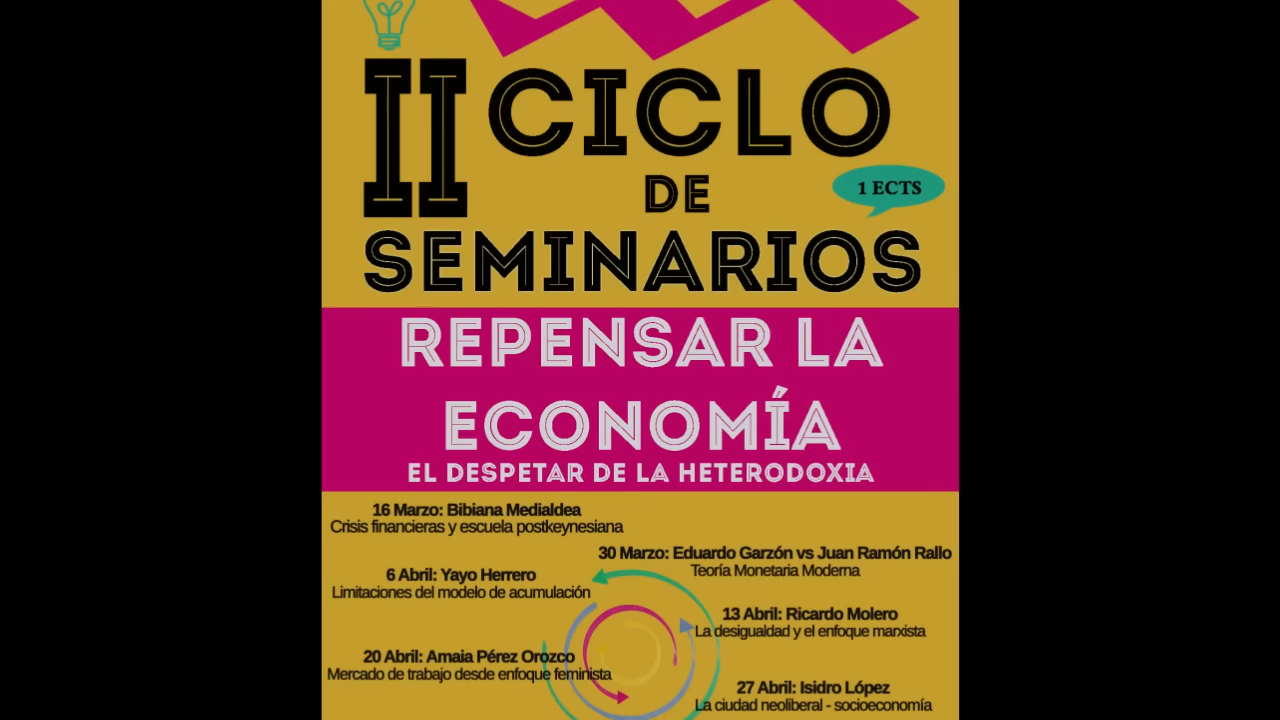 II CICLO
DE
1 ECTS
SEMINARIOS
REPENSAR LA
ECONOMÍA
EL DESPETAR DE LA HETERODOXIA
16 Marzo: Bibiana Medialdea
Crisis financieras y escuela postkeynesiana
30 Marzo: Eduardo Garzón vs Juan Ramón Rallo
Teoría Monetaria Moderna
6 Abril: Yayo Herrero
Limitaciones del modelo de acumulación
13 Abril: Ricardo Molero
La desigualdad y el enfoque marxista
20 Abril: Amaia Pérez Orozco
Mercado de trabajo desde enfoque feminista
27 Abril: Isidro López
La ciudad neoliberal - socioeconomía